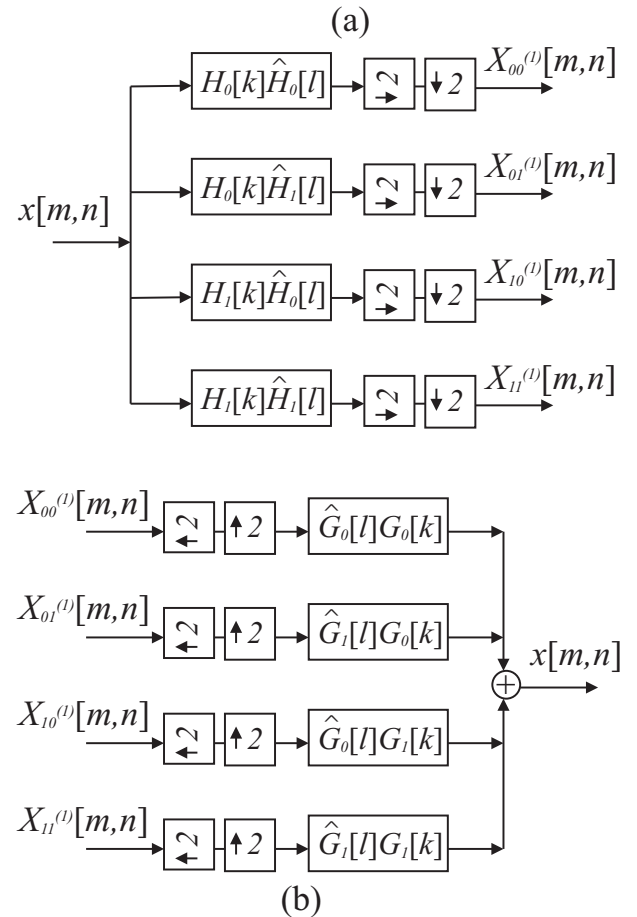 (a)
H₀[k]Ĥ₀[l] → 2 ↓ 2 X₀₀⁽¹⁾[m,n]
H₀[k]Ĥ₁[l] → 2 ↓ 2 X₀₁⁽¹⁾[m,n]
x[m,n]
H₁[k]Ĥ₀[l] → 2 ↓ 2 X₁₀⁽¹⁾[m,n]
H₁[k]Ĥ₁[l] → 2 ↓ 2 X₁₁⁽¹⁾[m,n]
X₀₀⁽¹⁾[m,n] ← 2 ↑ 2 Ĝ₀[l]G₀[k]
X₀₁⁽¹⁾[m,n] ← 2 ↑ 2 Ĝ₁[l]G₀[k]
+ x[m,n]
X₁₀⁽¹⁾[m,n] ← 2 ↑ 2 Ĝ₀[l]G₁[k]
X₁₁⁽¹⁾[m,n] ← 2 ↑ 2 Ĝ₁[l]G₁[k]
(b)